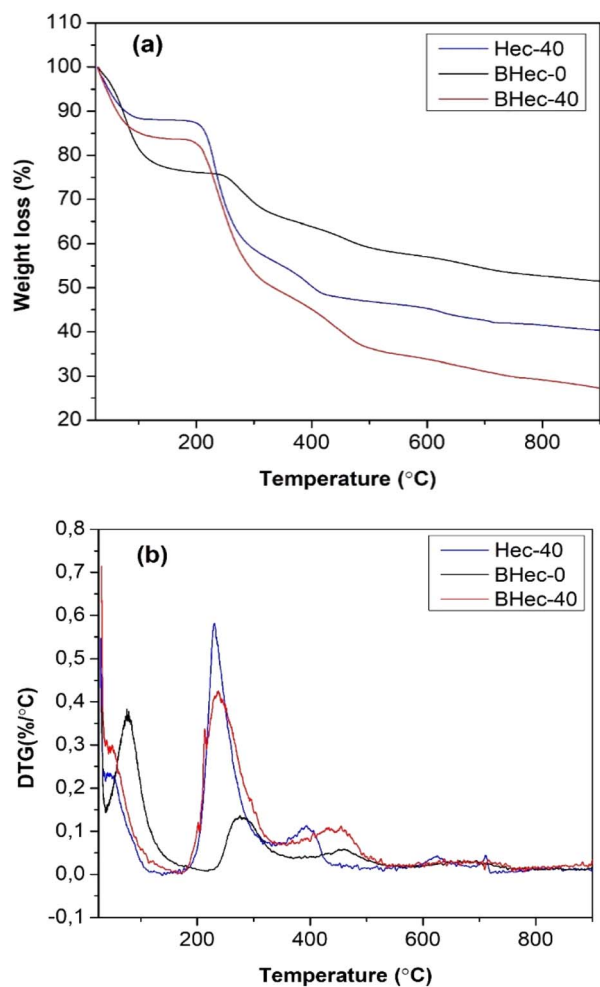 (a)
Hec-40
BHec-0
BHec-40
Weight loss (%)
110
100
90
80
70
60
50
40
30
20
200
400
600
800
Temperature (°C)
(b)
Hec-40
BHec-0
BHec-40
DTG(%/°C)
0,8
0,7
0,6
0,5
0,4
0,3
0,2
0,1
0,0
-0,1
200
400
600
800
Temperature (°C)